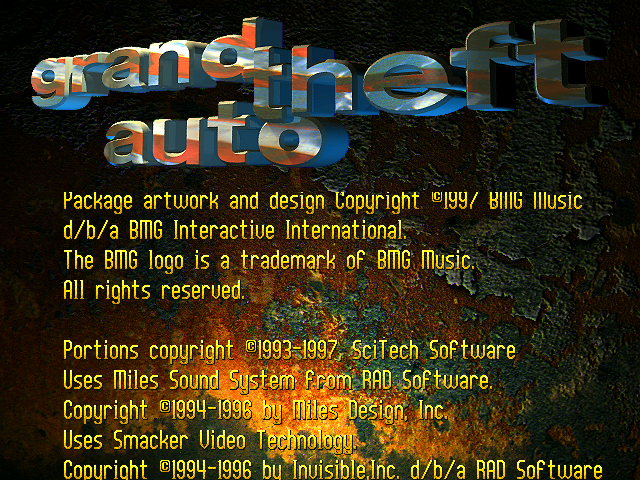 grand theft
auto
Package artwork and design Copyright ©1997 BMG Music
d/b/a BMG Interactive International.
The BMG logo is a trademark of BMG Music.
All rights reserved.
Portions copyright ©1993-1997, SciTech Software
Uses Miles Sound System from RAD Software.
Copyright ©1994-1996 by Miles Design, Inc.
Uses Smacker Video Technology.
Copyright ©1994-1996 by Invisible,Inc. d/b/a RAD Software